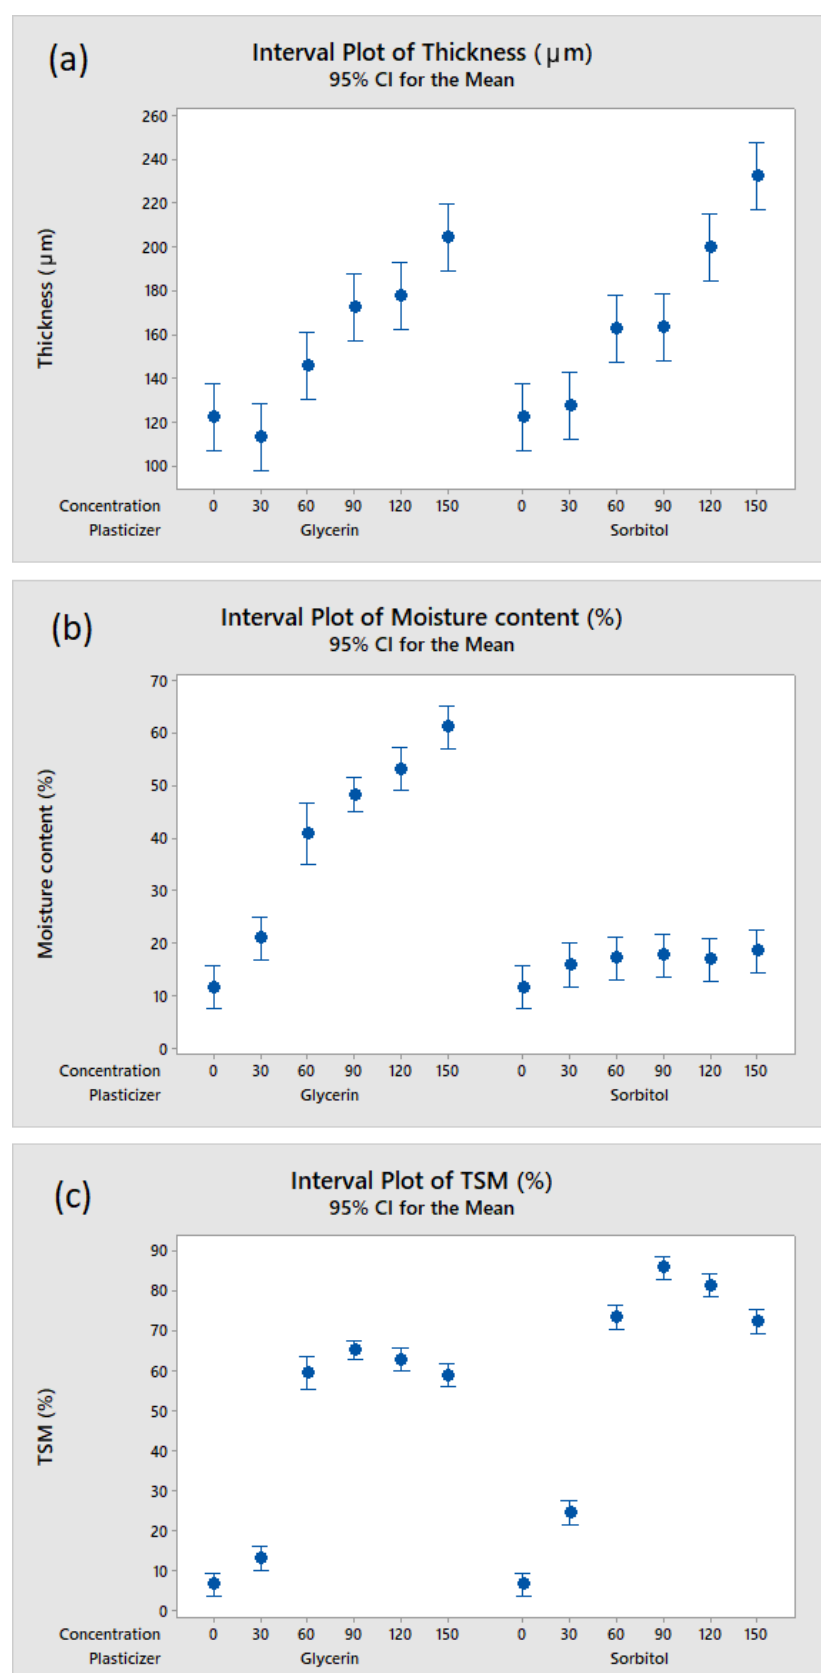 (a)
Interval Plot of Thickness (μm)
95% CI for the Mean
260
240
220
200
180
160
140
120
100
Thickness (μm)
Concentration 0 30 60 90 120 150 0 30 60 90 120 150
Plasticizer Glycerin Sorbitol
(b)
Interval Plot of Moisture content (%)
95% CI for the Mean
70
60
50
40
30
20
10
0
Moisture content (%)
Concentration 0 30 60 90 120 150 0 30 60 90 120 150
Plasticizer Glycerin Sorbitol
(c)
Interval Plot of TSM (%)
95% CI for the Mean
90
80
70
60
50
40
30
20
10
0
TSM (%)
Concentration 0 30 60 90 120 150 0 30 60 90 120 150
Plasticizer Glycerin Sorbitol